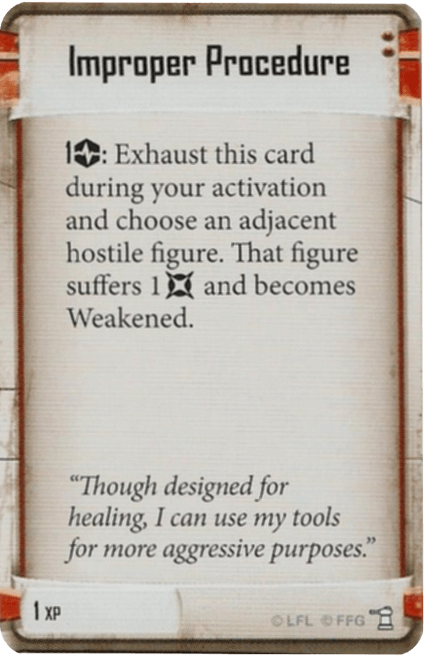 Improper Procedure
1: Exhaust this card
during your activation
and choose an adjacent
hostile figure. That figure
suffers 1 and becomes
Weakened.
“Though designed for
healing, I can use my tools
for more aggressive purposes.”
1 XP
© LFL © FFG